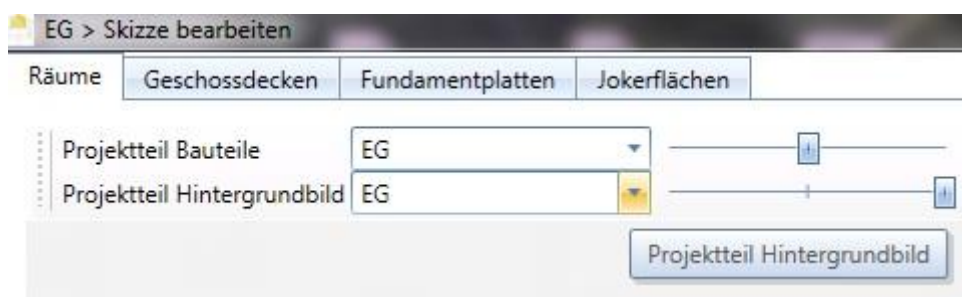 EG > Skizze bearbeiten
Räume Geschossdecken Fundamentplatten Jokerflächen
Projektteil Bauteile EG
Projektteil Hintergrundbild EG
Projektteil Hintergrundbild